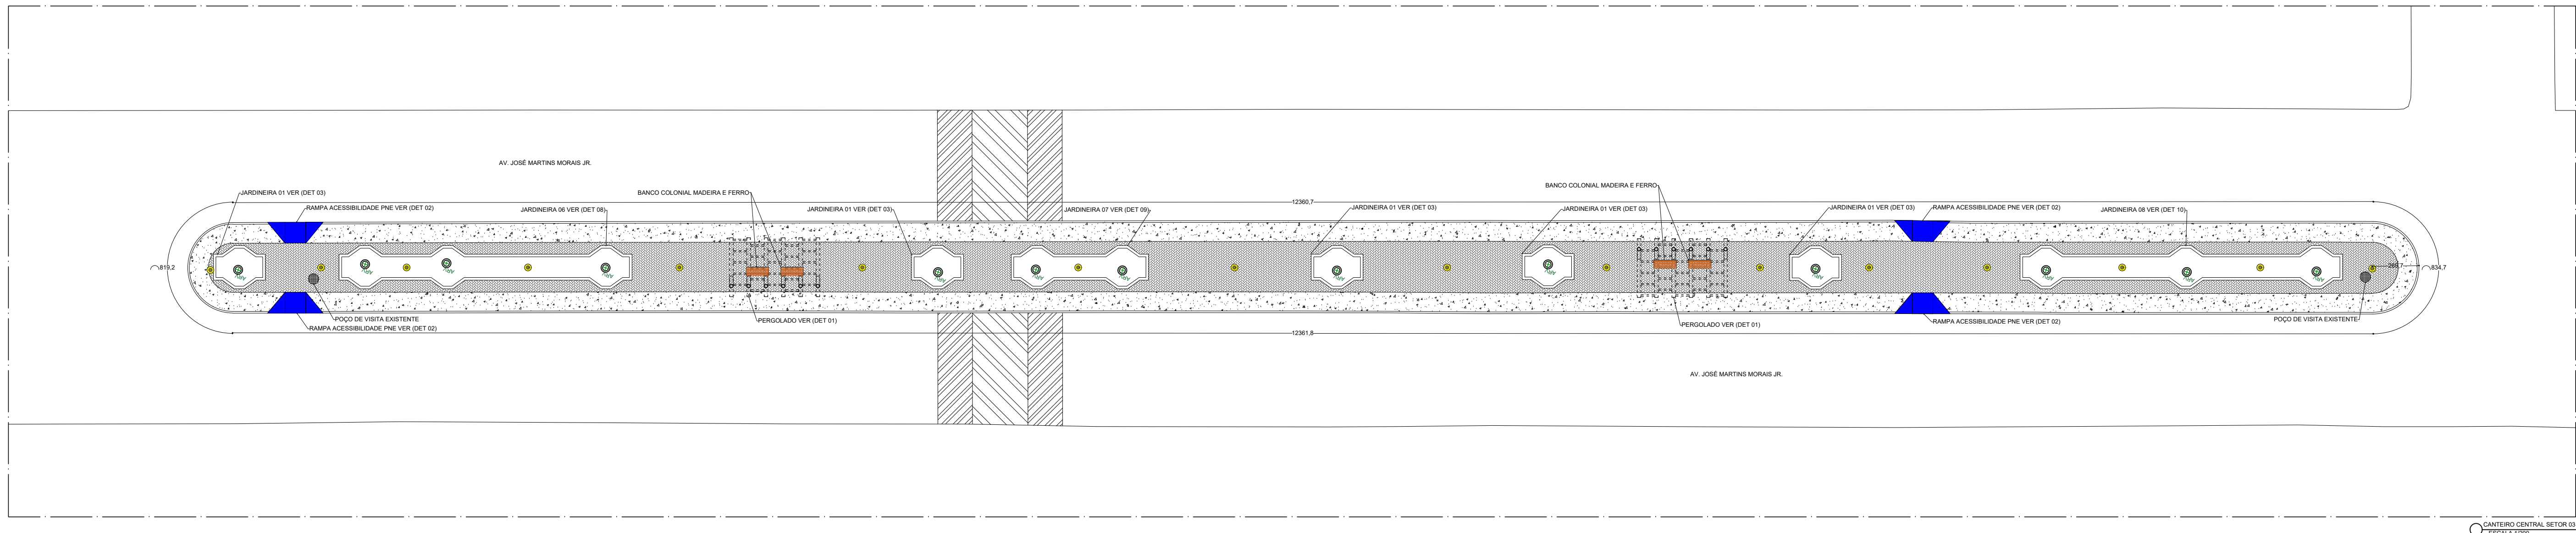 AV. JOSÉ MARTINS MORAIS JR.
JARDINEIRA 01 VER (DET 03)
RAMPA ACESSIBILIDADE PNE VER (DET 02)
JARDINEIRA 06 VER (DET 08)
BANCO COLONIAL MADEIRA E FERRO
JARDINEIRA 01 VER (DET 03)
JARDINEIRA 07 VER (DET 09)
12360,7
JARDINEIRA 01 VER (DET 03)
JARDINEIRA 01 VER (DET 03)
BANCO COLONIAL MADEIRA E FERRO
JARDINEIRA 01 VER (DET 03)
RAMPA ACESSIBILIDADE PNE VER (DET 02)
JARDINEIRA 08 VER (DET 10)
819,2
269,7
834,7
POÇO DE VISITA EXISTENTE
RAMPA ACESSIBILIDADE PNE VER (DET 02)
PERGOLADO VER (DET 01)
12361,8
PERGOLADO VER (DET 01)
RAMPA ACESSIBILIDADE PNE VER (DET 02)
POÇO DE VISITA EXISTENTE
AV. JOSÉ MARTINS MORAIS JR.
CANTEIRO CENTRAL SETOR 03